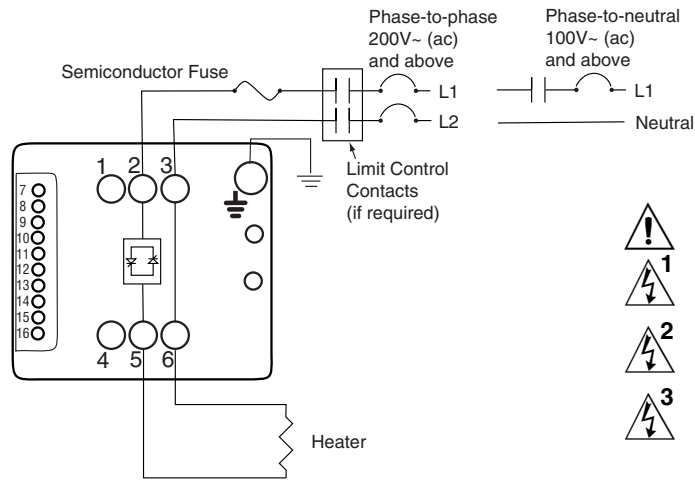 Phase-to-phase
200V~ (ac)
and above
Phase-to-neutral
100V~ (ac)
and above
Semiconductor Fuse
L1
L2
L1
Neutral
Limit Control
Contacts
(if required)
1 2 3
7
8
9
10
11
12
13
14
15
16
4 5 6
Heater
!
1
2
3